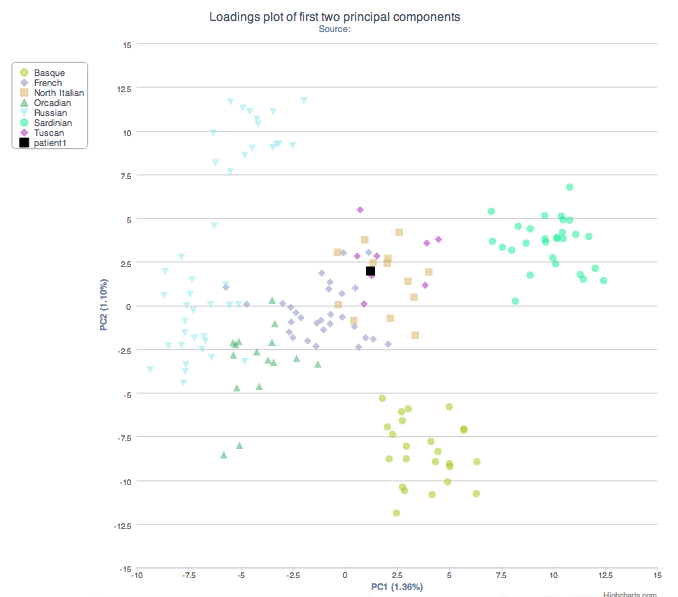 Loadings plot of first two principal components
Source:
Basque
French
North Italian
Orcadian
Russian
Sardinian
Tuscan
patient1
15
12.5
10
7.5
5
2.5
0
-2.5
-5
-7.5
-10
-12.5
-15
PC2 (1.10%)
-10 -7.5 -5 -2.5 0 2.5 5 7.5 10 12.5 15
PC1 (1.36%)
Highcharts.com